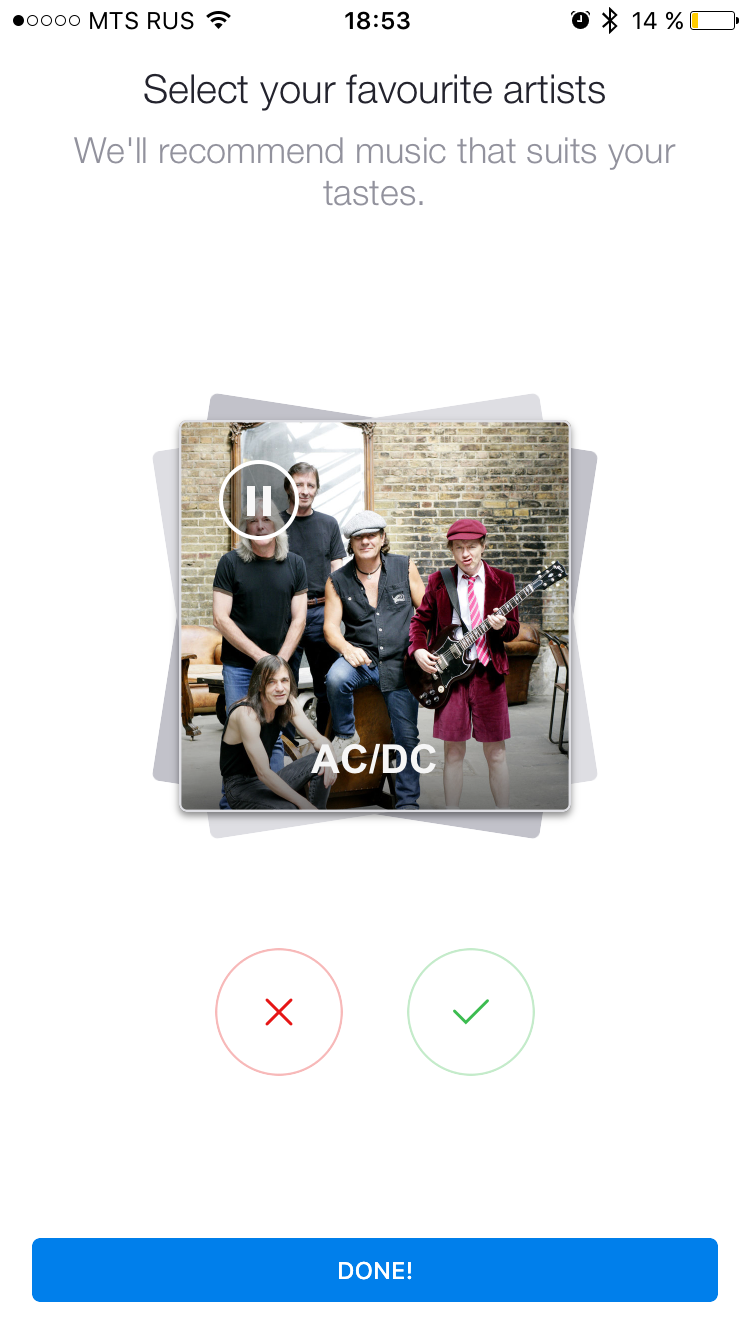 MTS RUS 18:53 14 %
Select your favourite artists
We'll recommend music that suits your
tastes.
AC/DC
DONE!